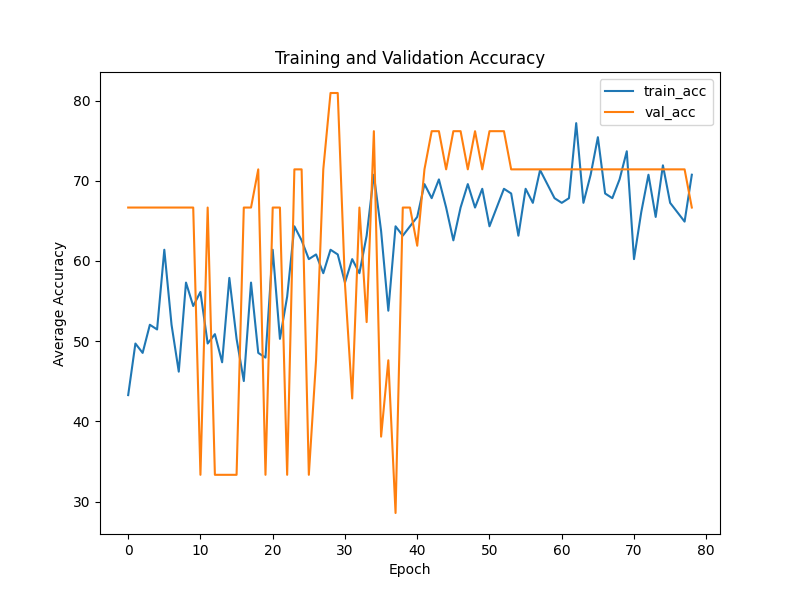 Training and Validation Accuracy
train_acc
val_acc
Average Accuracy
80
70
60
50
40
30
0 10 20 30 40 50 60 70 80
Epoch